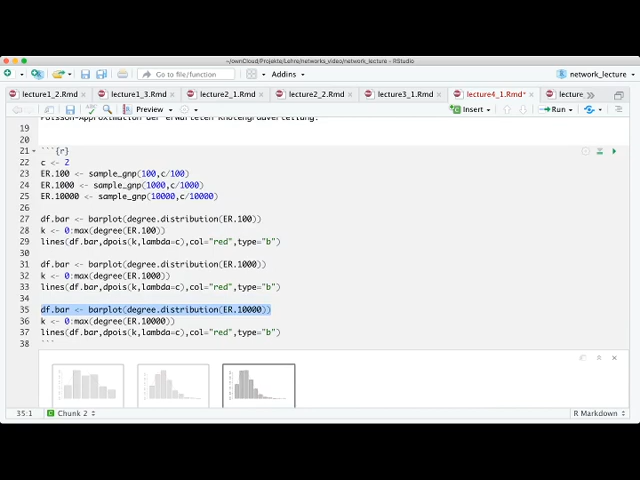 ~/ownCloud/Projekte/Lehre/networks_video/network_lecture - RStudio
Go to file/function Addins network_lecture
lecture1_2.Rmd lecture1_3.Rmd lecture2_1.Rmd lecture2_2.Rmd lecture3_1.Rmd lecture4_1.Rmd* lecture
Preview Insert Run
Poisson-Approximation der erwarteten Knotengradverteilung.
19
20
21 ```{r}
22 c <- 2
23 ER.100 <- sample_gnp(100,c/100)
24 ER.1000 <- sample_gnp(1000,c/1000)
25 ER.10000 <- sample_gnp(10000,c/10000)
26
27 df.bar <- barplot(degree.distribution(ER.100))
28 k <- 0:max(degree(ER.100))
29 lines(df.bar,dpois(k,lambda=c),col="red",type="b")
30
31 df.bar <- barplot(degree.distribution(ER.1000))
32 k <- 0:max(degree(ER.1000))
33 lines(df.bar,dpois(k,lambda=c),col="red",type="b")
34
35 df.bar <- barplot(degree.distribution(ER.10000))
36 k <- 0:max(degree(ER.10000))
37 lines(df.bar,dpois(k,lambda=c),col="red",type="b")
38 ```
35:1 Chunk 2 R Markdown